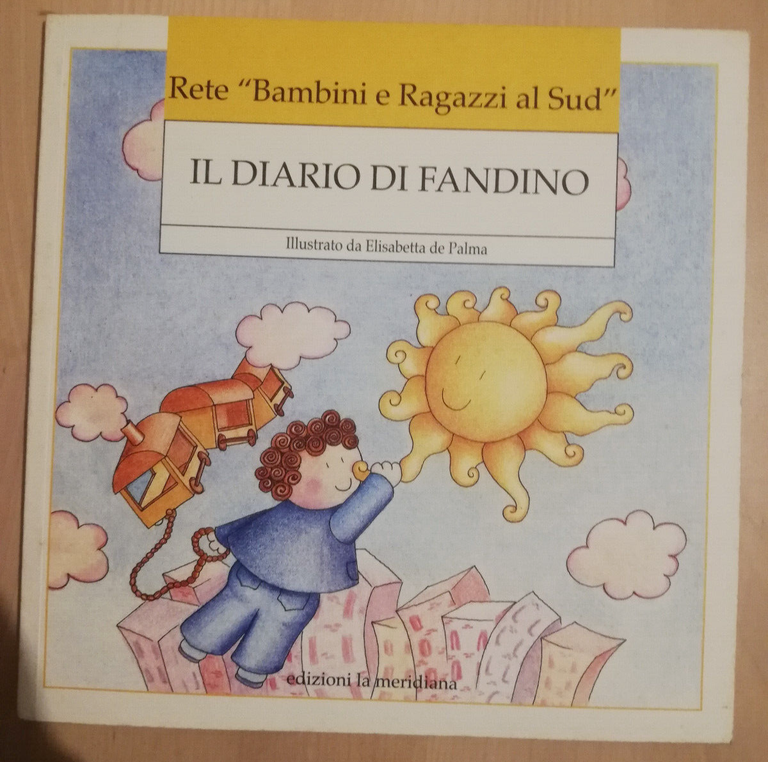 Rete “Bambini e Ragazzi al Sud”
IL DIARIO DI FANDINO
Illustrato da Elisabetta de Palma
edizioni la meridiana